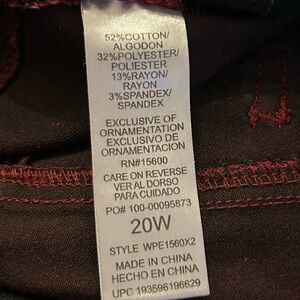 52%COTTON/
ALGODON
32%POLYESTER/
POLIESTER
13%RAYON/
RAYON
3%SPANDEX/
SPANDEX
EXCLUSIVE OF
ORNAMENTATION
EXCLUSIVO DE
ORNAMENTACION
RN#15600
CARE ON REVERSE
VER AL DORSO
PARA CUIDADO
PO# 100-00095873
20W
STYLE WPE1560X2
MADE IN CHINA
HECHO EN CHINA
UPC 193596196629